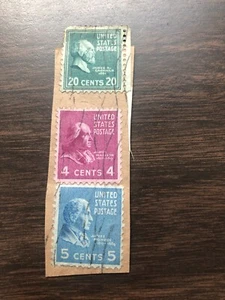 UNITED
STATES
POSTAGE
20 CENTS 20
UNITED
STATES
POSTAGE
4 CENTS 4
UNITED
STATES
POSTAGE
5 CENTS 5